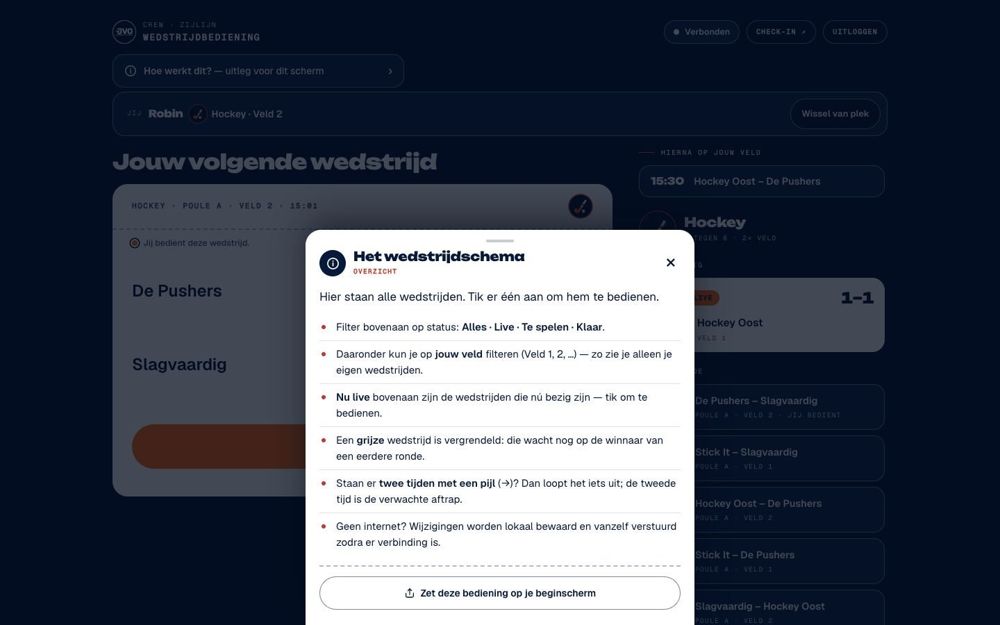 CREW · ZIJLIJN
WEDSTRIJDBEDIENING
Verbonden
CHECK-IN ↗
UITLOGGEN
Hoe werkt dit? — uitleg voor dit scherm
JIJ Robin Hockey · Veld 2
Wissel van plek
Jouw volgende wedstrijd
HOCKEY · POULE A · VELD 2 · 15:01
Jij bedient deze wedstrijd.
De Pushers
Slagvaardig
HIERNA OP JOUW VELD
15:30 Hockey Oost – De Pushers
Hockey
VELD
1–1
Hockey Oost
VELD 1
De Pushers – Slagvaardig
POULE A · VELD 2 · JIJ BEDIENT
Stick It – Slagvaardig
POULE A · VELD 1
Hockey Oost – De Pushers
POULE A · VELD 2
Stick It – De Pushers
POULE A · VELD 1
Slagvaardig – Hockey Oost
POULE A · VELD 2
Het wedstrijdschema
OVERZICHT
Hier staan alle wedstrijden. Tik er één aan om hem te bedienen.
Filter bovenaan op status: Alles · Live · Te spelen · Klaar.
Daaronder kun je op jouw veld filteren (Veld 1, 2, …) — zo zie je alleen je
eigen wedstrijden.
Nu live bovenaan zijn de wedstrijden die nú bezig zijn — tik om te
bedienen.
Een grijze wedstrijd is vergrendeld: die wacht nog op de winnaar van
een eerdere ronde.
Staan er twee tijden met een pijl (→)? Dan loopt het iets uit; de tweede
tijd is de verwachte aftrap.
Geen internet? Wijzigingen worden lokaal bewaard en vanzelf verstuurd
zodra er verbinding is.
Zet deze bediening op je beginscherm